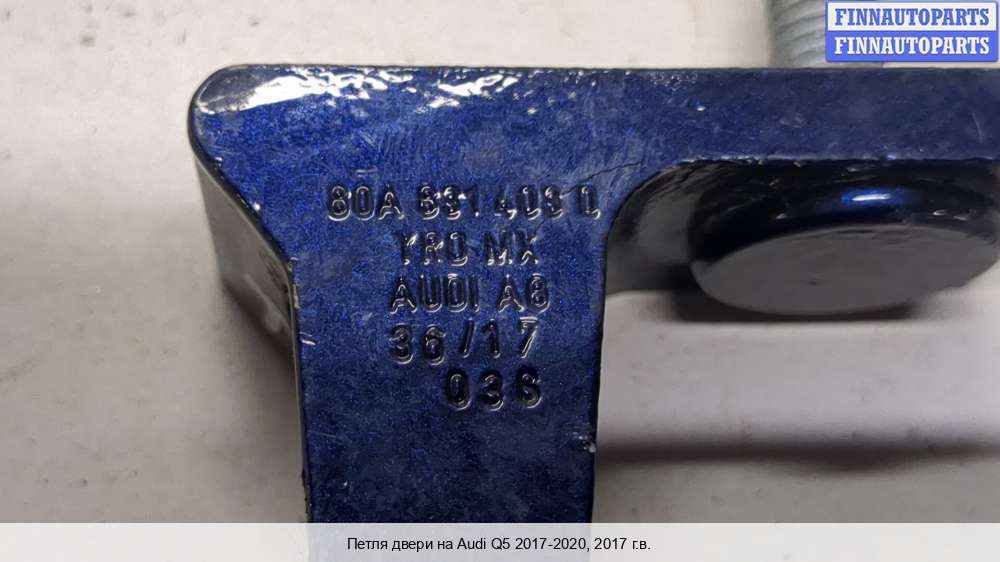 FINNAUTOPARTS
FINNAUTOPARTS
80A 831 403 D
TRD MX
AUDI A8
36/17
036
Петля двери на Audi Q5 2017-2020, 2017 г.в.